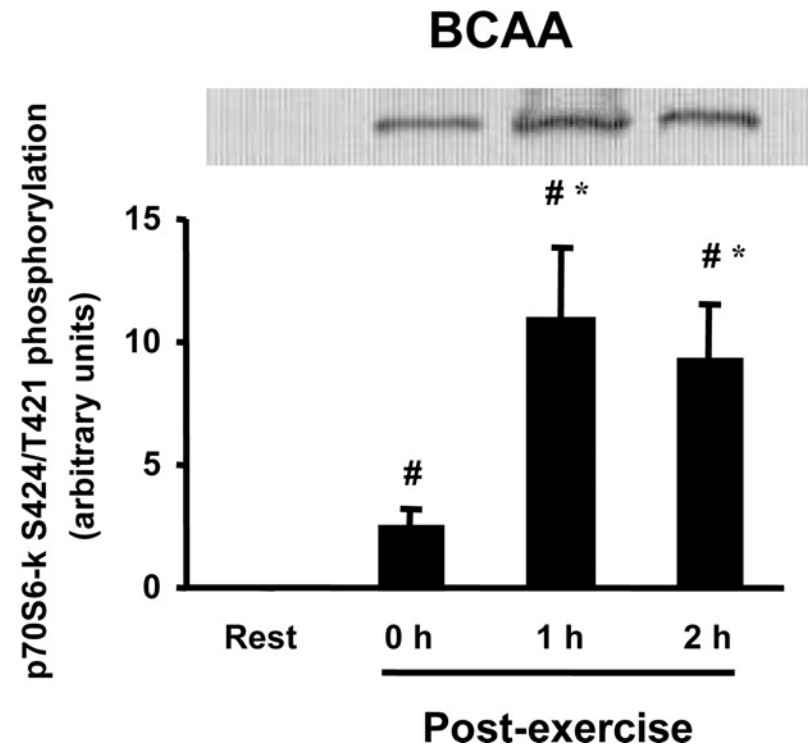 BCAA
p70S6-k S424/T421 phosphorylation
(arbitrary units)
# *
15
# *
10
#
5
0
Rest 0 h 1 h 2 h
Post-exercise